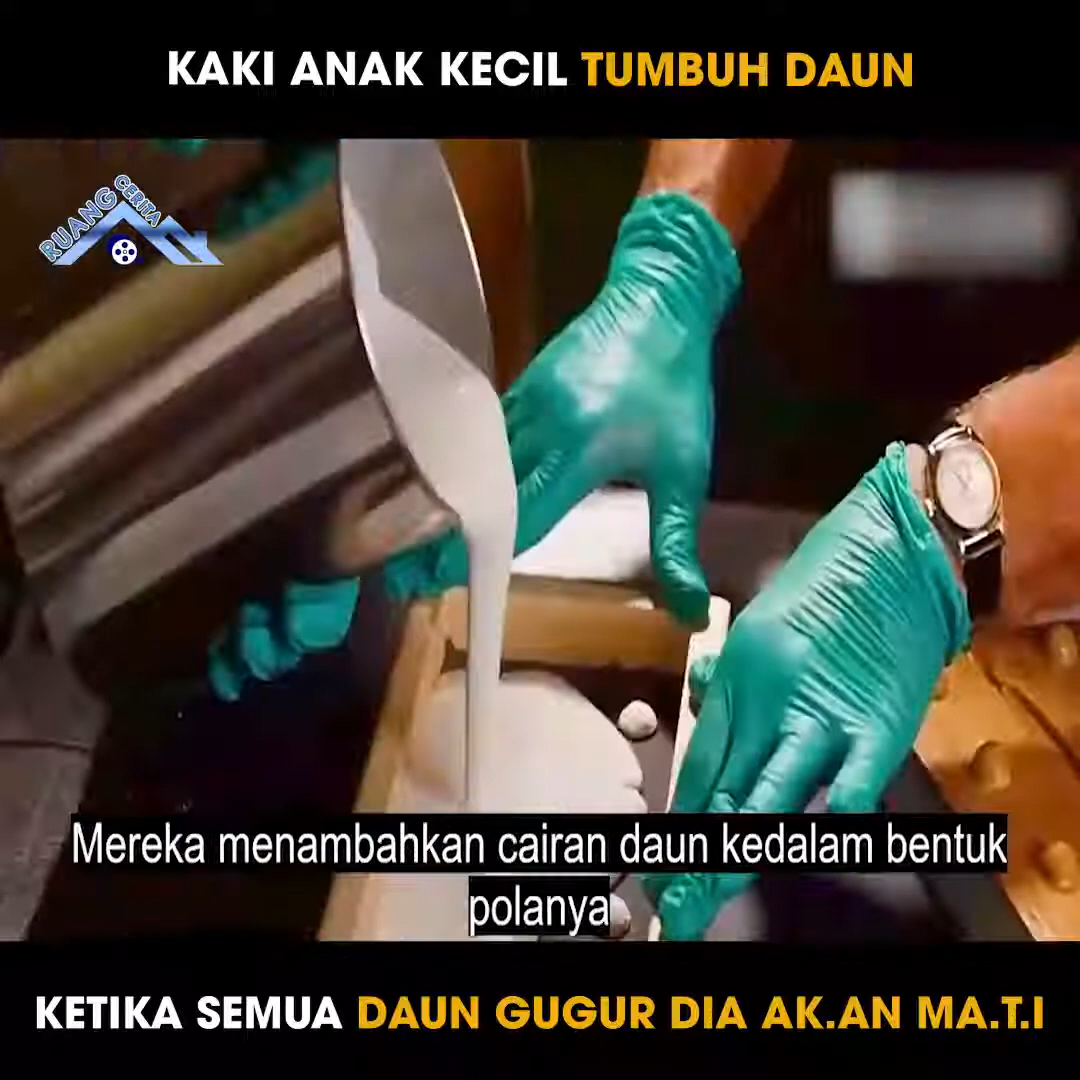 KAKI ANAK KECIL TUMBUH DAUN
RUANG CERITA
Mereka menambahkan cairan daun kedalam bentuk
polanya
KETIKA SEMUA DAUN GUGUR DIA AK.AN MA.T.I